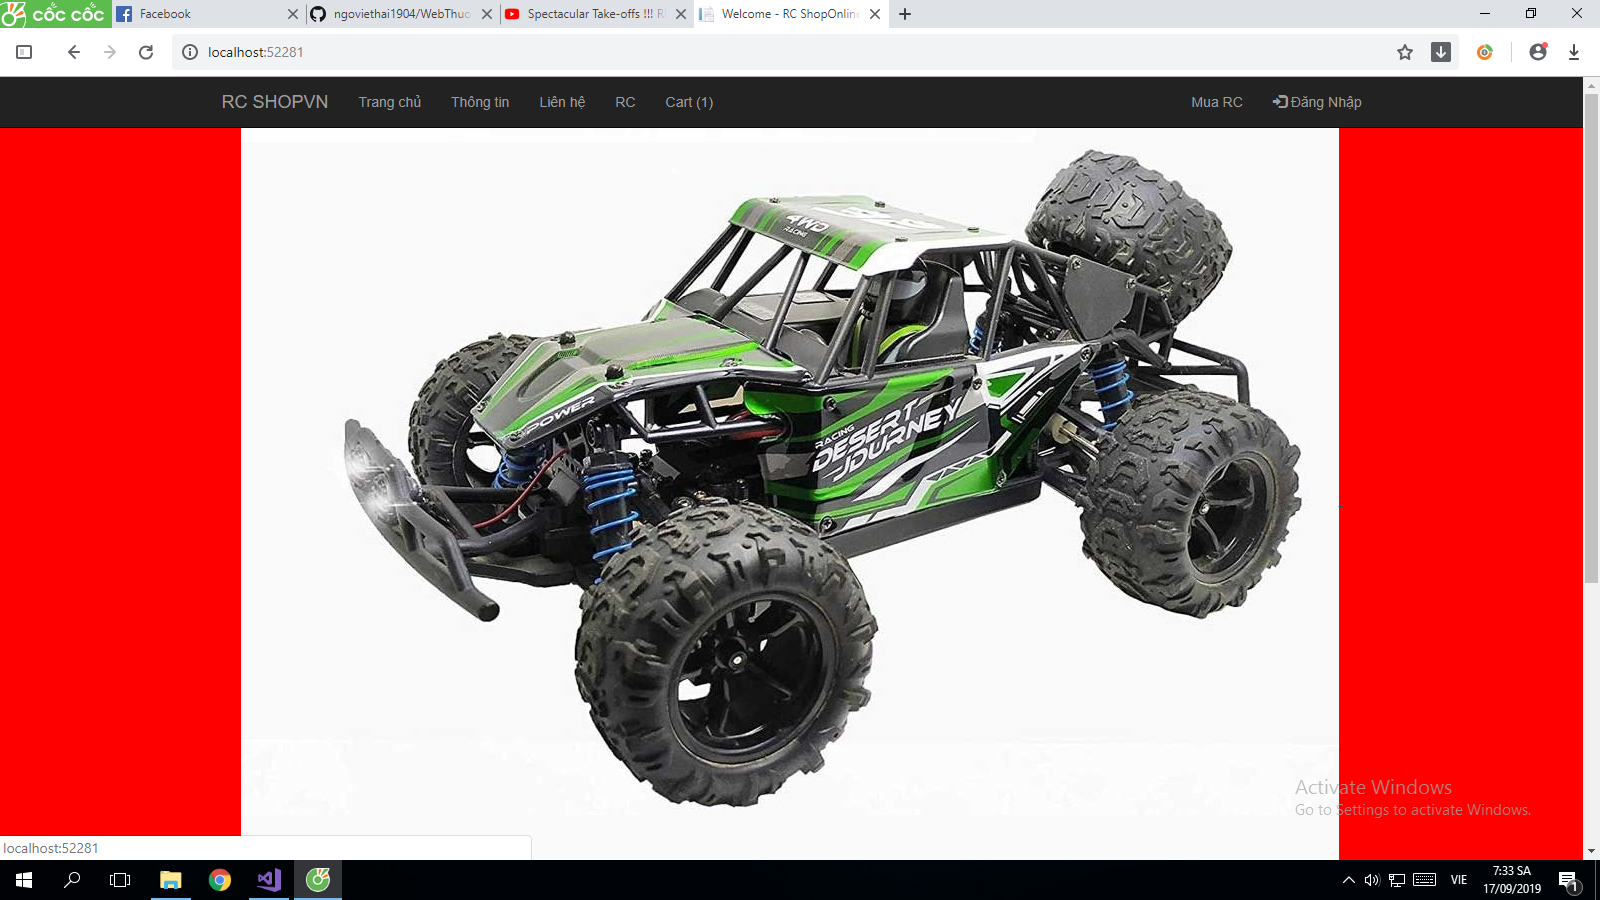 cốc cốc
Facebook
ngoviethai1904/WebThuo
Spectacular Take-offs !!! R
Welcome - RC ShopOnlin
localhost:52281
RC SHOPVN
Trang chủ
Thông tin
Liên hệ
RC
Cart (1)
Mua RC
Đăng Nhập
4WD
RACING
POWER
RACING
DESERT
JOURNEY
Activate Windows
Go to Settings to activate Windows.
localhost:52281
VIE
7:33 SA
17/09/2019
1